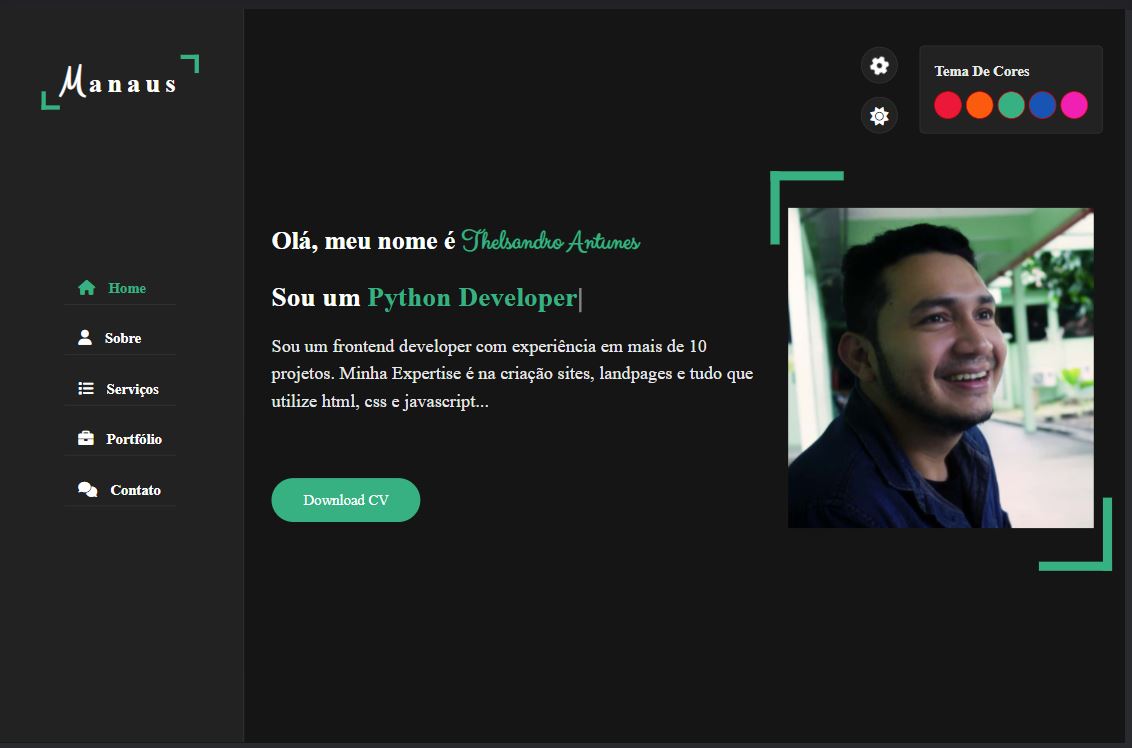 Manaus
Home
Sobre
Serviços
Portfólio
Contato
Tema De Cores
Olá, meu nome é Thelsandro Antunes
Sou um Python Developer|
Sou um frontend developer com experiência em mais de 10
projetos. Minha Expertise é na criação sites, landpages e tudo que
utilize html, css e javascript...
Download CV